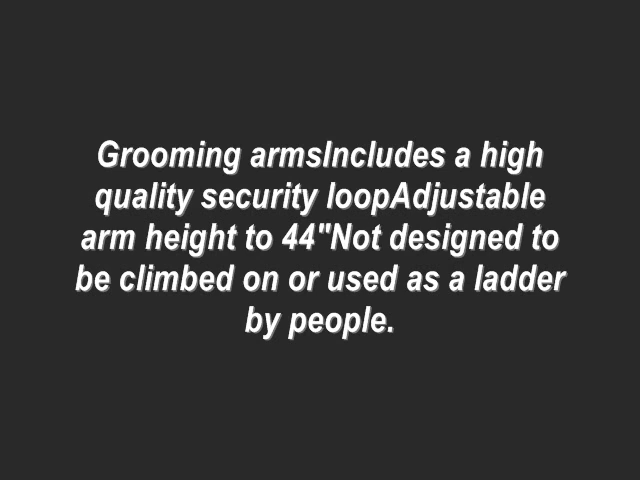 Grooming armsIncludes a high
quality security loopAdjustable
arm height to 44"Not designed to
be climbed on or used as a ladder
by people.